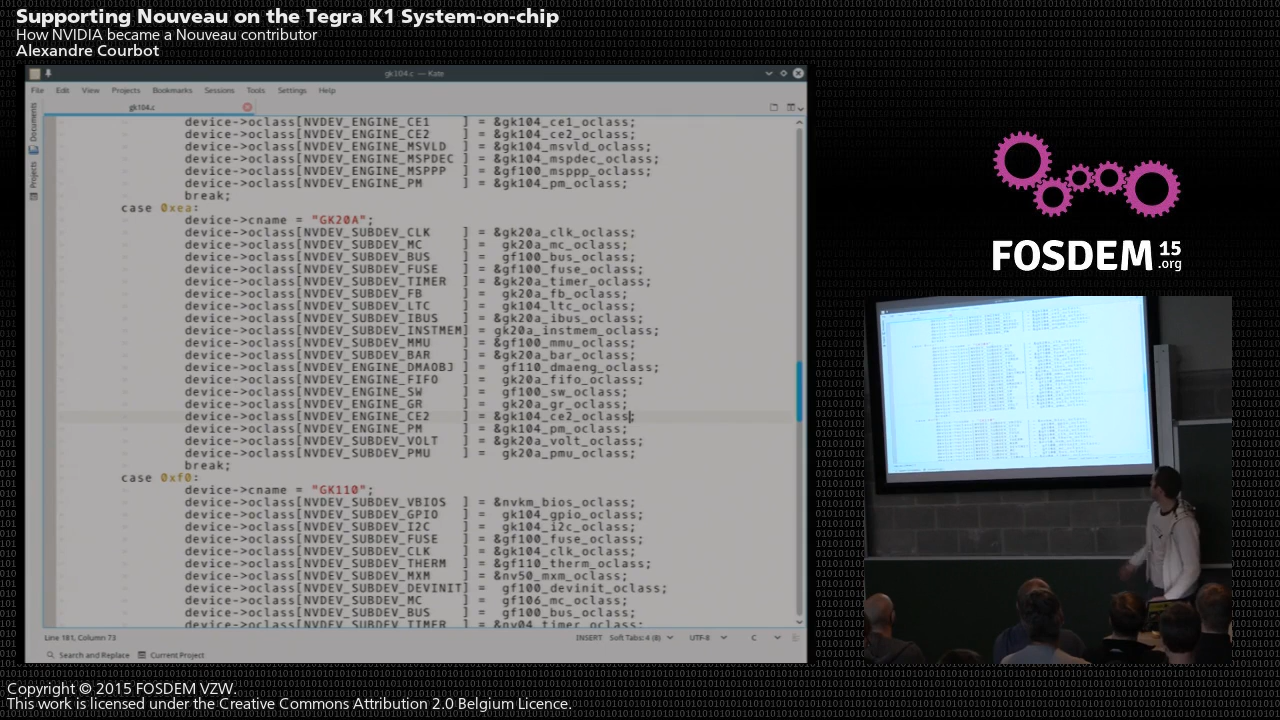 Supporting Nouveau on the Tegra K1 System-on-chip
How NVIDIA became a Nouveau contributor
Alexandre Courbot
gk104.c — Kate
File Edit View Projects Bookmarks Sessions Tools Settings Help
gk104.c
Documents
Projects
device->oclass[NVDEV_ENGINE_CE1 ] = &gk104_ce1_oclass;
device->oclass[NVDEV_ENGINE_CE2 ] = &gk104_ce2_oclass;
device->oclass[NVDEV_ENGINE_MSVLD ] = &gk104_msvld_oclass;
device->oclass[NVDEV_ENGINE_MSPDEC ] = &gk104_mspdec_oclass;
device->oclass[NVDEV_ENGINE_MSPPP ] = &gf100_msppp_oclass;
device->oclass[NVDEV_ENGINE_PM ] = &gk104_pm_oclass;
break;
case 0xea:
device->cname = "GK20A";
device->oclass[NVDEV_SUBDEV_CLK ] = &gk20a_clk_oclass;
device->oclass[NVDEV_SUBDEV_MC ] = gk20a_mc_oclass;
device->oclass[NVDEV_SUBDEV_BUS ] = gf100_bus_oclass;
device->oclass[NVDEV_SUBDEV_FUSE ] = &gf100_fuse_oclass;
device->oclass[NVDEV_SUBDEV_TIMER ] = &gk20a_timer_oclass;
device->oclass[NVDEV_SUBDEV_FB ] = gk20a_fb_oclass;
device->oclass[NVDEV_SUBDEV_LTC ] = gk104_ltc_oclass;
device->oclass[NVDEV_SUBDEV_IBUS ] = &gk20a_ibus_oclass;
device->oclass[NVDEV_SUBDEV_INSTMEM] = gk20a_instmem_oclass;
device->oclass[NVDEV_SUBDEV_MMU ] = &gf100_mmu_oclass;
device->oclass[NVDEV_SUBDEV_BAR ] = &gk20a_bar_oclass;
device->oclass[NVDEV_ENGINE_DMAOBJ ] = gf110_dmaeng_oclass;
device->oclass[NVDEV_ENGINE_FIFO ] = gk20a_fifo_oclass;
device->oclass[NVDEV_ENGINE_SW ] = gf100_sw_oclass;
device->oclass[NVDEV_ENGINE_GR ] = gk20a_gr_oclass;
device->oclass[NVDEV_ENGINE_CE2 ] = &gk104_ce2_oclass;
device->oclass[NVDEV_ENGINE_PM ] = &gk104_pm_oclass;
device->oclass[NVDEV_SUBDEV_VOLT ] = &gk20a_volt_oclass;
device->oclass[NVDEV_SUBDEV_PMU ] = gk20a_pmu_oclass;
break;
case 0xf0:
device->cname = "GK110";
device->oclass[NVDEV_SUBDEV_VBIOS ] = &nvkm_bios_oclass;
device->oclass[NVDEV_SUBDEV_GPIO ] = gk104_gpio_oclass;
device->oclass[NVDEV_SUBDEV_I2C ] = gk104_i2c_oclass;
device->oclass[NVDEV_SUBDEV_FUSE ] = &gf100_fuse_oclass;
device->oclass[NVDEV_SUBDEV_CLK ] = &gk104_clk_oclass;
device->oclass[NVDEV_SUBDEV_THERM ] = &gf110_therm_oclass;
device->oclass[NVDEV_SUBDEV_MXM ] = &nv50_mxm_oclass;
device->oclass[NVDEV_SUBDEV_DEVINIT] = gf100_devinit_oclass;
device->oclass[NVDEV_SUBDEV_MC ] = gf106_mc_oclass;
device->oclass[NVDEV_SUBDEV_BUS ] = gf100_bus_oclass;
device->oclass[NVDEV_SUBDEV_TIMER ] = &nv04_timer_oclass;
Line 181, Column 73
INSERT Soft Tabs: 4 (8) UTF-8 C
Search and Replace Current Project
FOSDEM 15
.org
Copyright © 2015 FOSDEM VZW.
This work is licensed under the Creative Commons Attribution 2.0 Belgium Licence.